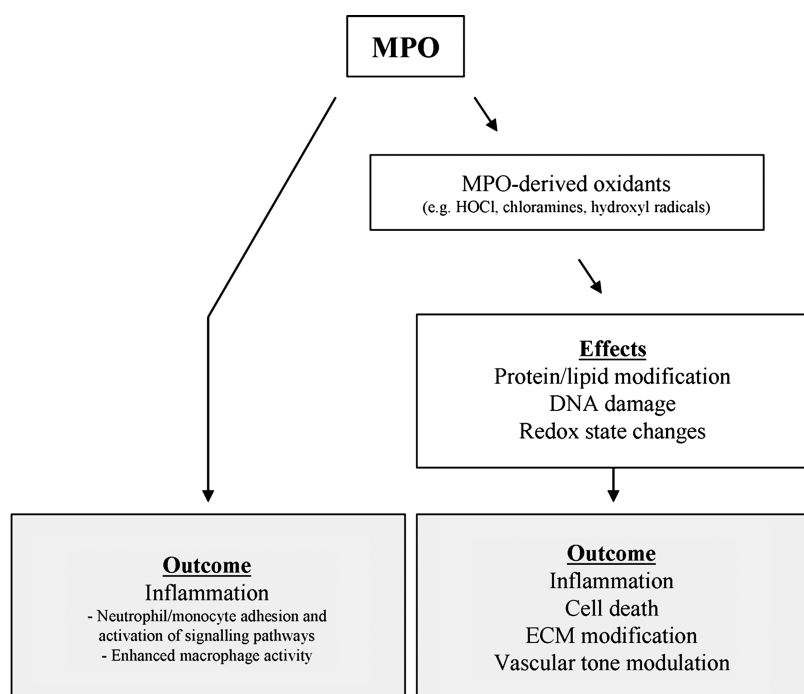 MPO
MPO-derived oxidants
(e.g. HOCl, chloramines, hydroxyl radicals)
Effects
Protein/lipid modification
DNA damage
Redox state changes
Outcome
Inflammation
- Neutrophil/monocyte adhesion and
activation of signalling pathways
- Enhanced macrophage activity
Outcome
Inflammation
Cell death
ECM modification
Vascular tone modulation